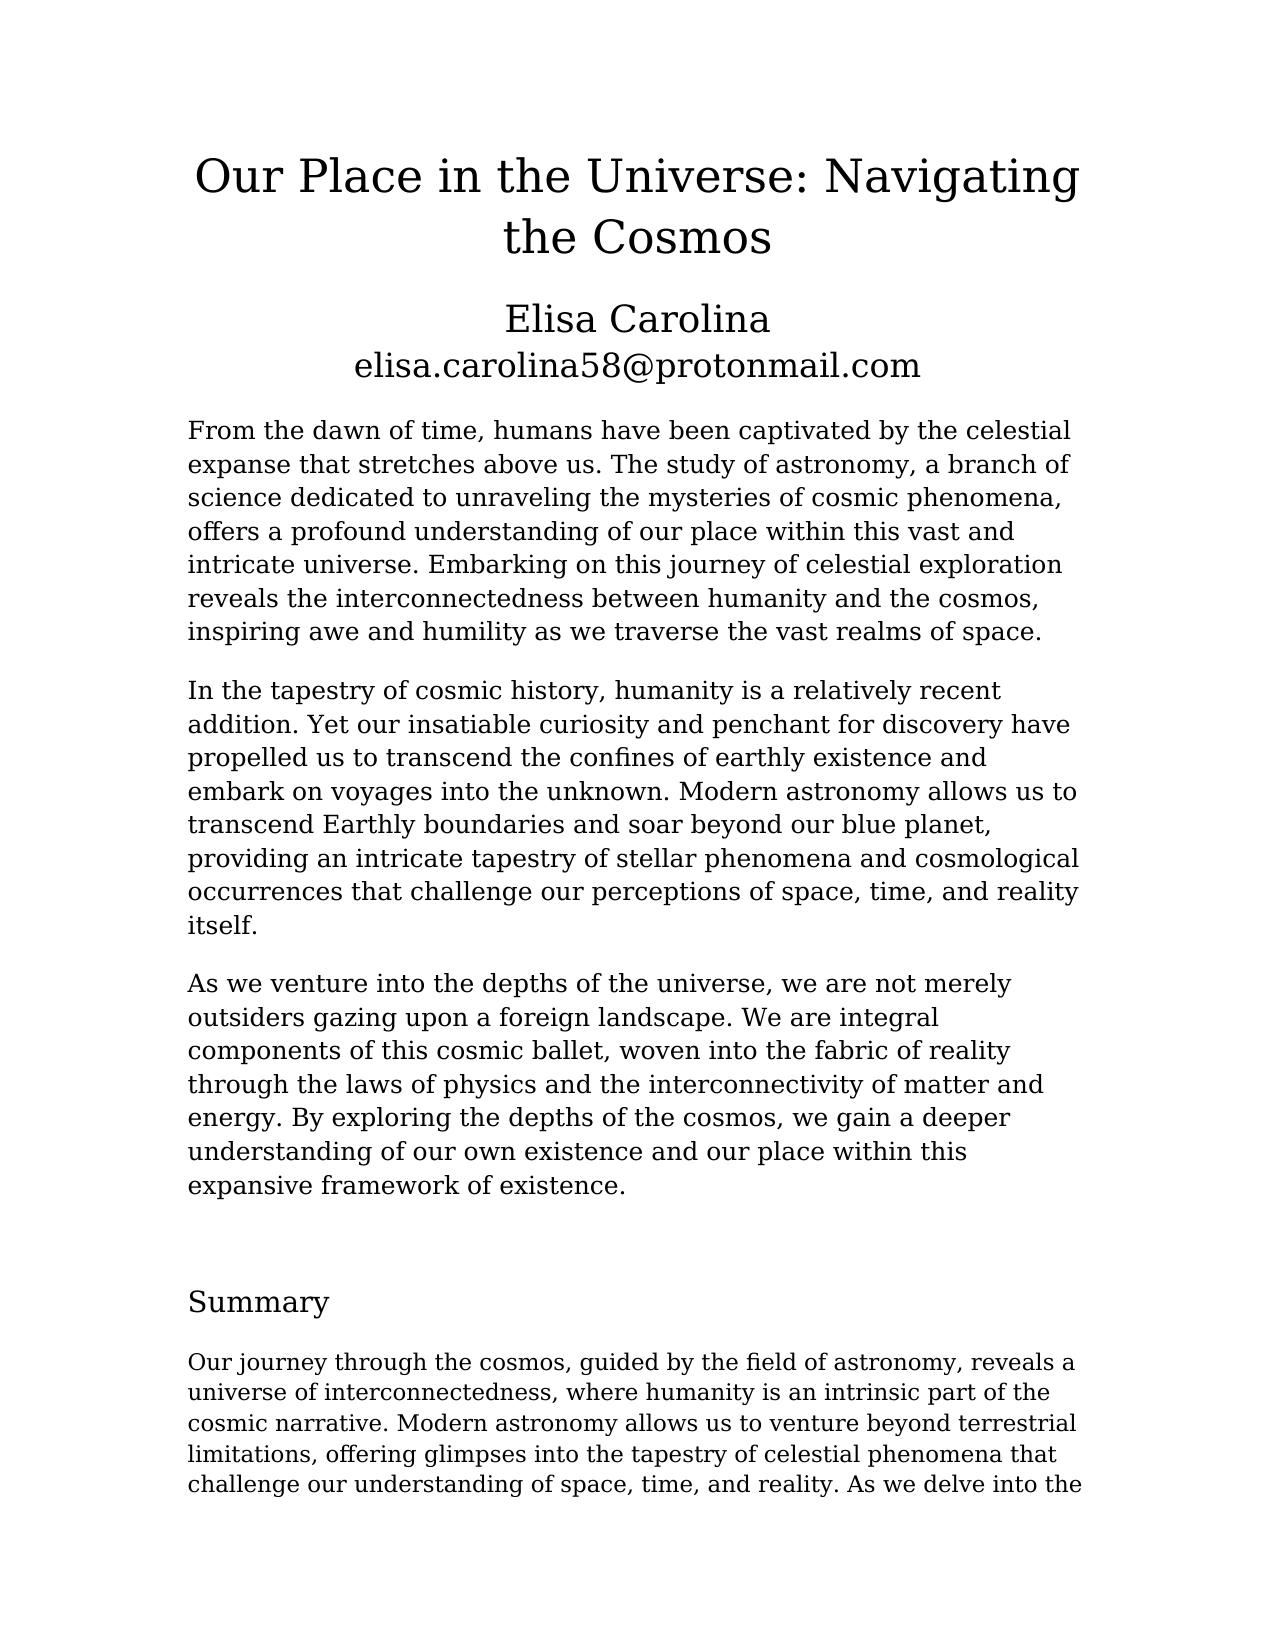 Our Place in the Universe: Navigating
the Cosmos
Elisa Carolina
elisa.carolina58@protonmail.com
From the dawn of time, humans have been captivated by the celestial
expanse that stretches above us. The study of astronomy, a branch of
science dedicated to unraveling the mysteries of cosmic phenomena,
offers a profound understanding of our place within this vast and
intricate universe. Embarking on this journey of celestial exploration
reveals the interconnectedness between humanity and the cosmos,
inspiring awe and humility as we traverse the vast realms of space.
In the tapestry of cosmic history, humanity is a relatively recent
addition. Yet our insatiable curiosity and penchant for discovery have
propelled us to transcend the confines of earthly existence and
embark on voyages into the unknown. Modern astronomy allows us to
transcend Earthly boundaries and soar beyond our blue planet,
providing an intricate tapestry of stellar phenomena and cosmological
occurrences that challenge our perceptions of space, time, and reality
itself.
As we venture into the depths of the universe, we are not merely
outsiders gazing upon a foreign landscape. We are integral
components of this cosmic ballet, woven into the fabric of reality
through the laws of physics and the interconnectivity of matter and
energy. By exploring the depths of the cosmos, we gain a deeper
understanding of our own existence and our place within this
expansive framework of existence.
Summary
Our journey through the cosmos, guided by the field of astronomy, reveals a
universe of interconnectedness, where humanity is an intrinsic part of the
cosmic narrative. Modern astronomy allows us to venture beyond terrestrial
limitations, offering glimpses into the tapestry of celestial phenomena that
challenge our understanding of space, time, and reality. As we delve into the